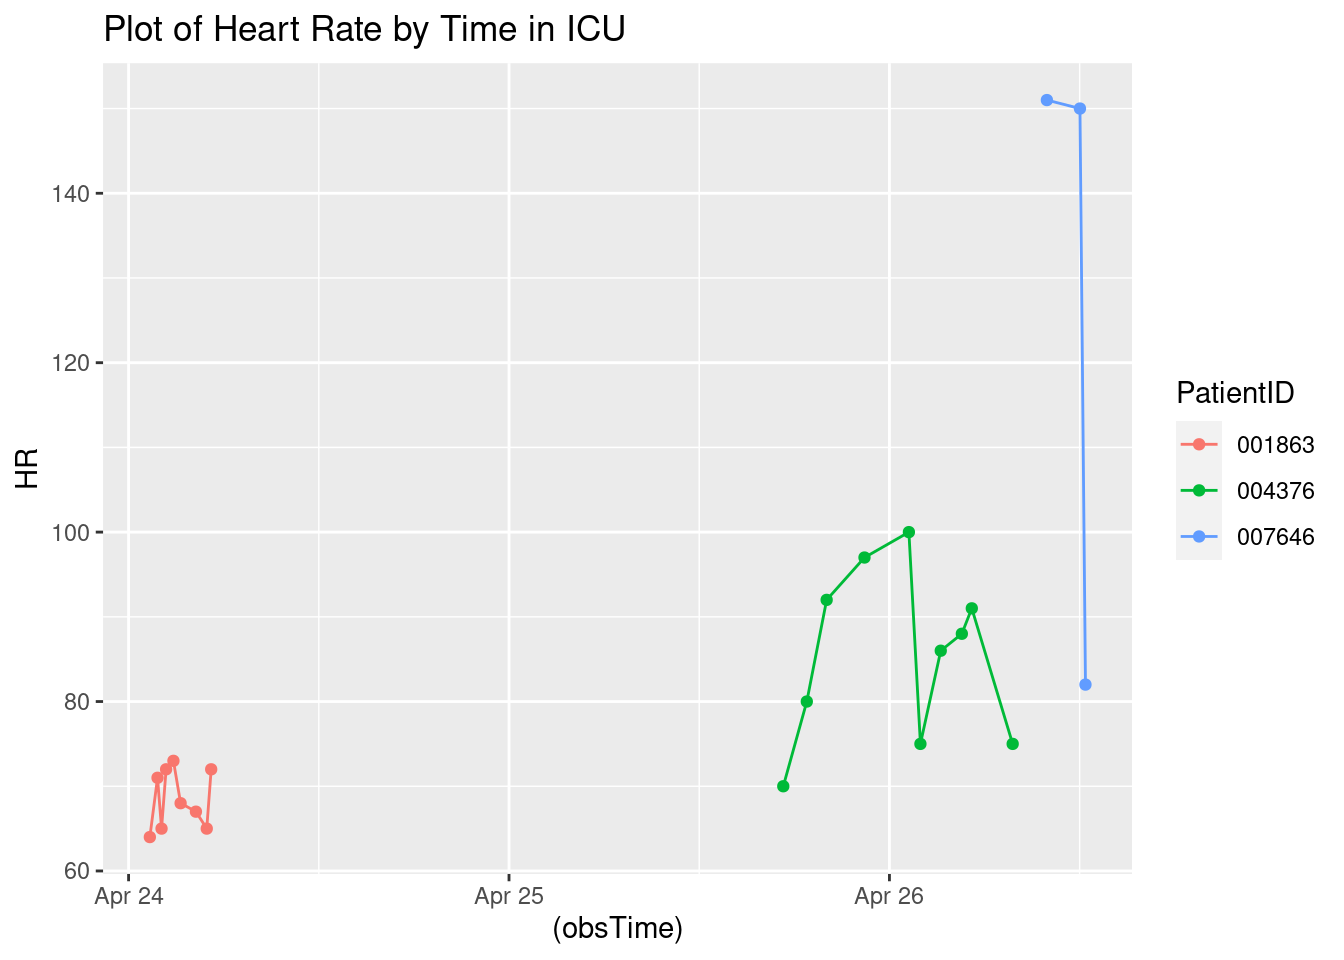 Plot of Heart Rate by Time in ICU
140
120
100
80
60
HR
Apr 24
Apr 25
Apr 26
(obsTime)
PatientID
001863
004376
007646